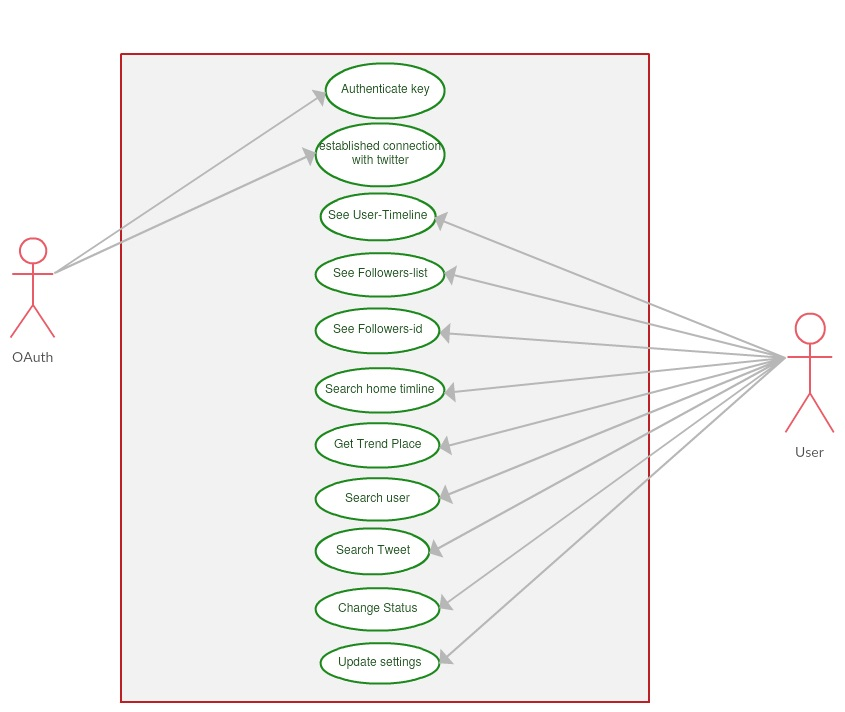 Authenticate key
established connection
with twitter
See User-Timeline
See Followers-list
OAuth
See Followers-id
Search home timline
Get Trend Place
User
Search user
Search Tweet
Change Status
Update settings